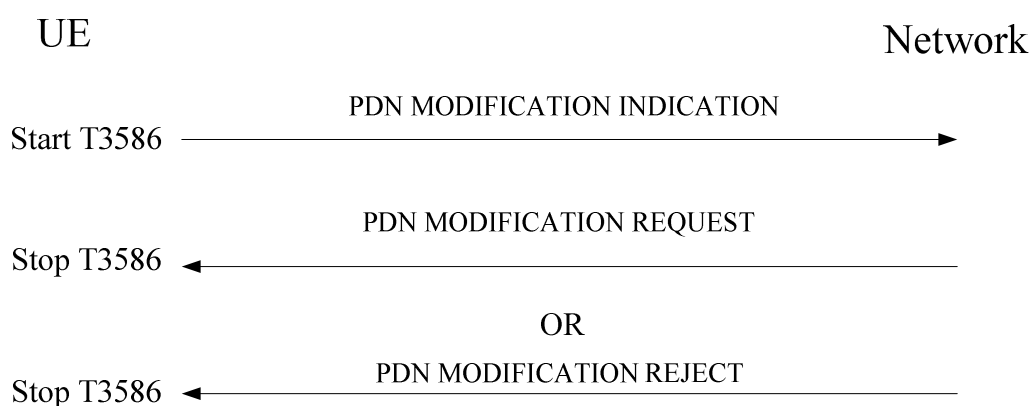 UE
Network
PDN MODIFICATION INDICATION
Start T3586
PDN MODIFICATION REQUEST
Stop T3586
OR
PDN MODIFICATION REJECT
Stop T3586